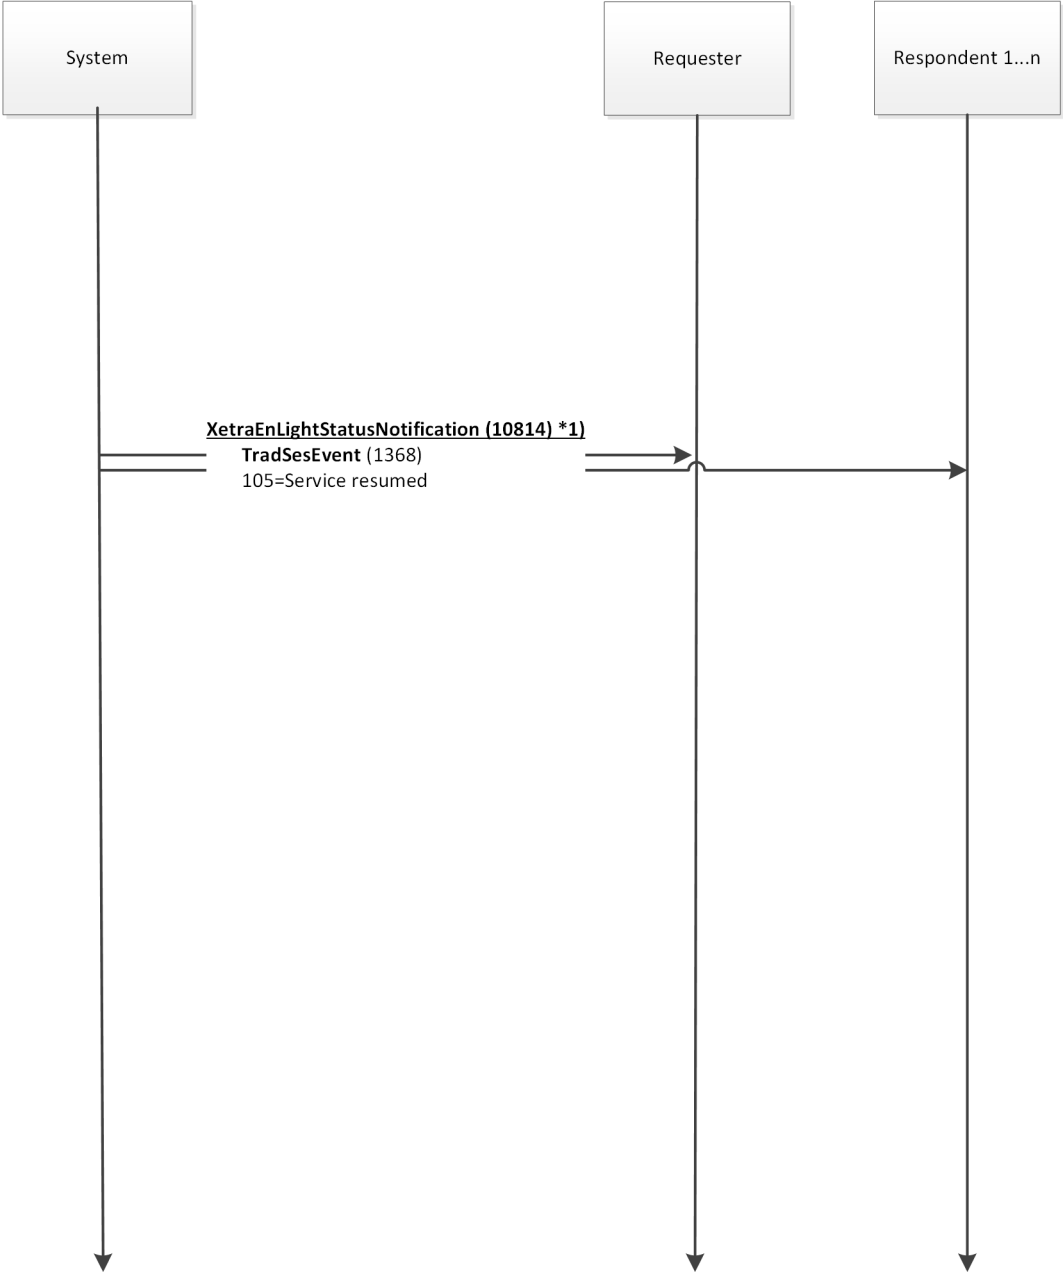 System
Requester
Respondent 1...n
XetraEnLightStatusNotification (10814) *1)
TradSesEvent (1368)
105=Service resumed